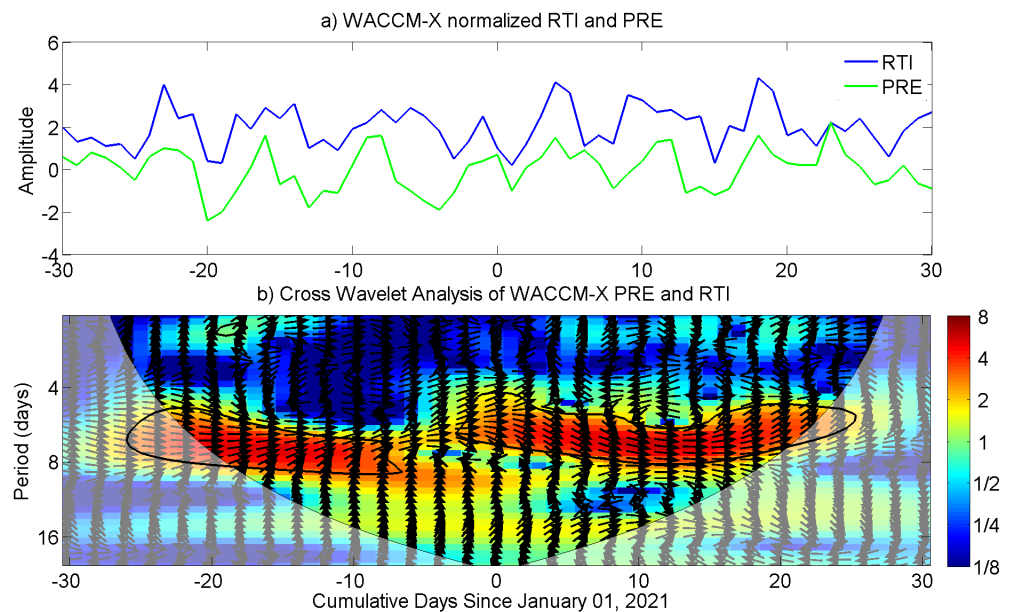 a) WACCM-X normalized RTI and PRE
6
4
2
0
-2
-4
Amplitude
RTI
PRE
-30 -20 -10 0 10 20 30
b) Cross Wavelet Analysis of WACCM-X PRE and RTI
4
8
16
Period (days)
8
4
2
1
1/2
1/4
1/8
-30 -20 -10 0 10 20 30
Cumulative Days Since January 01, 2021